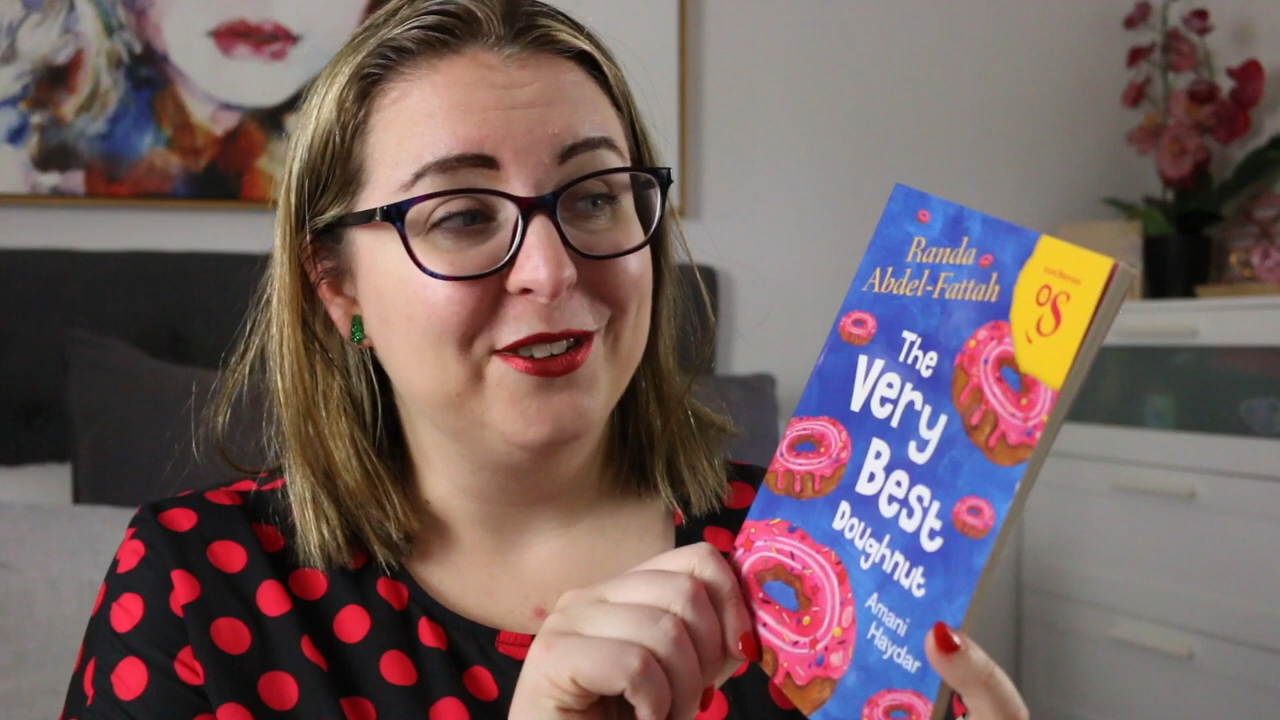 Randa
Abdel-Fattah
The
Very
Best
Doughnut
Amani
Haydar